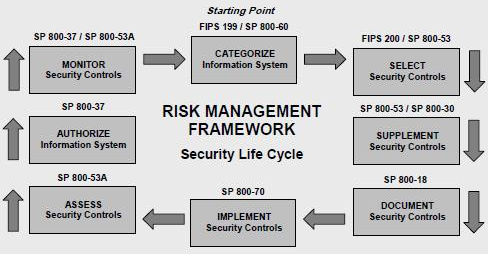 Starting Point
FIPS 199 / SP 800-60
CATEGORIZE
Information System
FIPS 200 / SP 800-53
SELECT
Security Controls
SP 800-53 / SP 800-30
SUPPLEMENT
Security Controls
SP 800-18
DOCUMENT
Security Controls
SP 800-70
IMPLEMENT
Security Controls
SP 800-53A
ASSESS
Security Controls
SP 800-37
AUTHORIZE
Information System
SP 800-37 / SP 800-53A
MONITOR
Security Controls
RISK MANAGEMENT
FRAMEWORK
Security Life Cycle